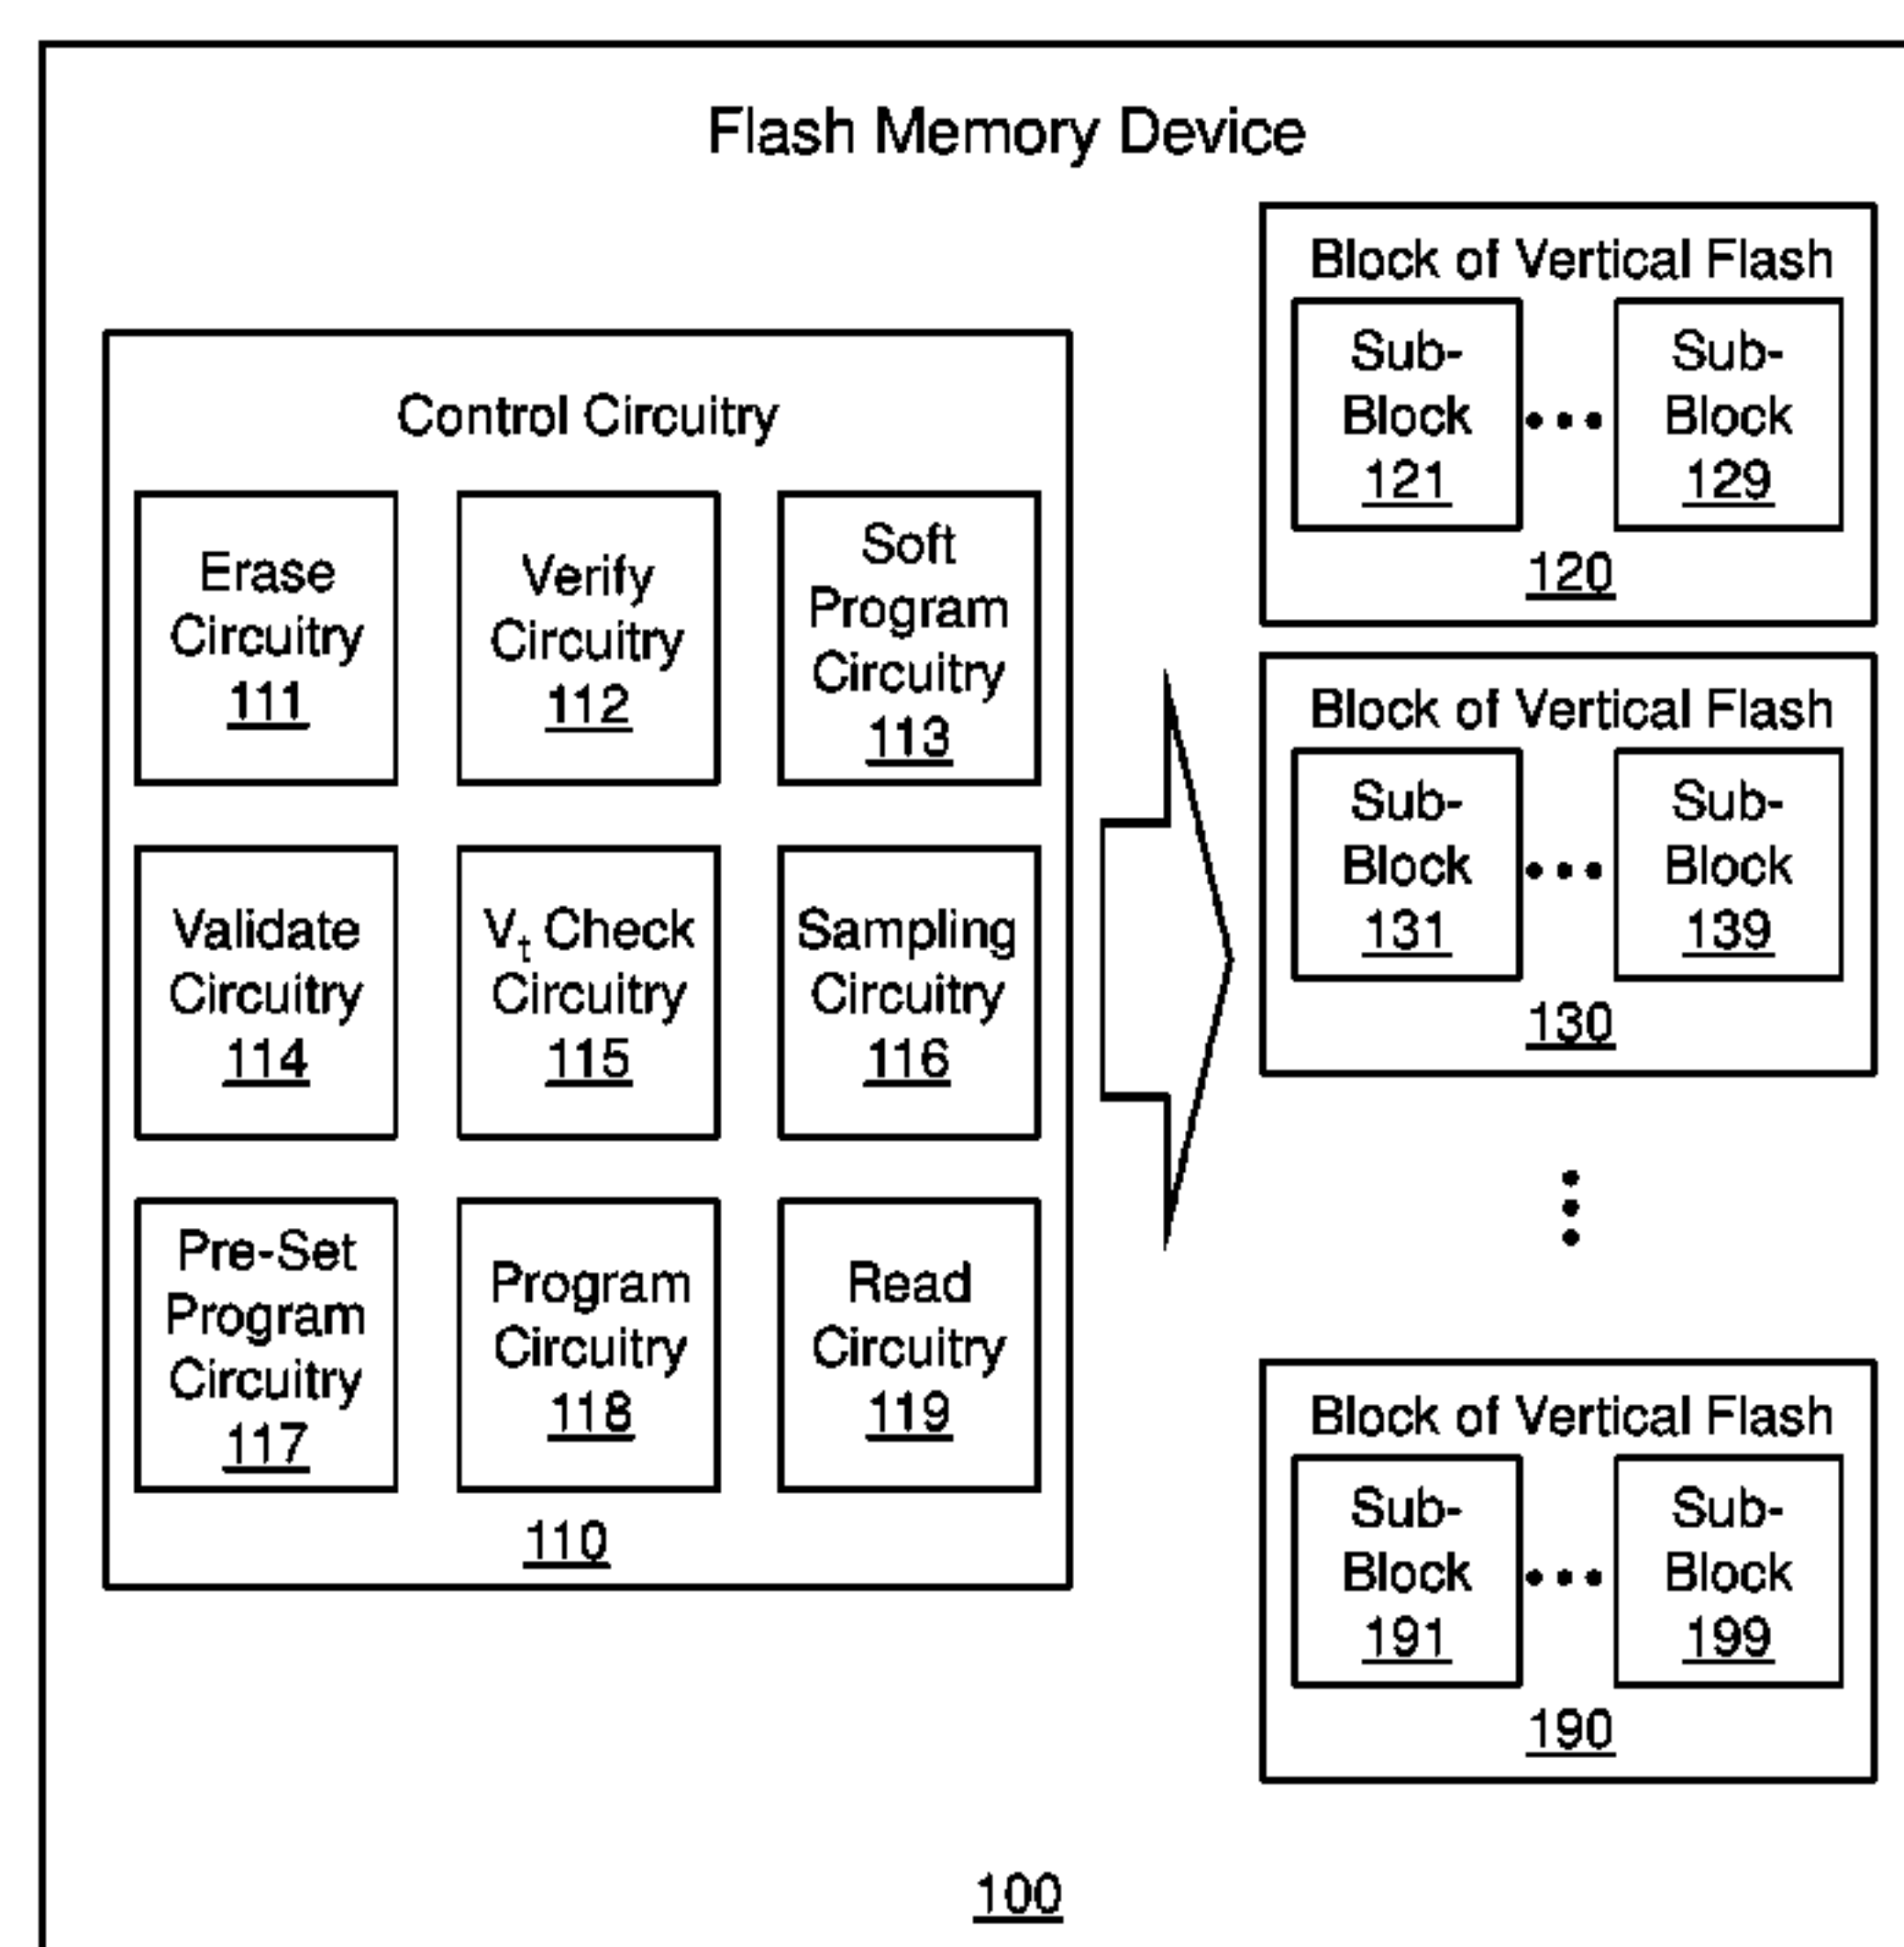 Flash Memory Device
Control Circuitry
Erase
Circuitry
111
Verify
Circuitry
112
Soft
Program
Circuitry
113
Validate
Circuitry
114
Vt Check
Circuitry
115
Sampling
Circuitry
116
Pre-Set
Program
Circuitry
117
Program
Circuitry
118
Read
Circuitry
119
110
Block of Vertical Flash
Sub-
Block
121
Sub-
Block
129
120
Block of Vertical Flash
Sub-
Block
131
Sub-
Block
139
130
Block of Vertical Flash
Sub-
Block
191
Sub-
Block
199
190
100